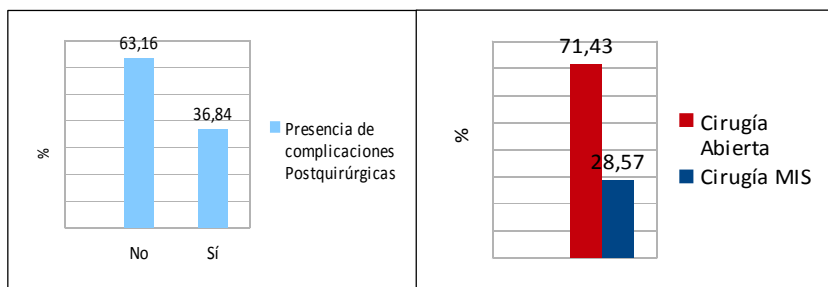 63,16
36,84
%
No
Sí
Presencia de
complicaciones
Postquirúrgicas
71,43
28,57
%
Cirugía
Abierta
Cirugía MIS